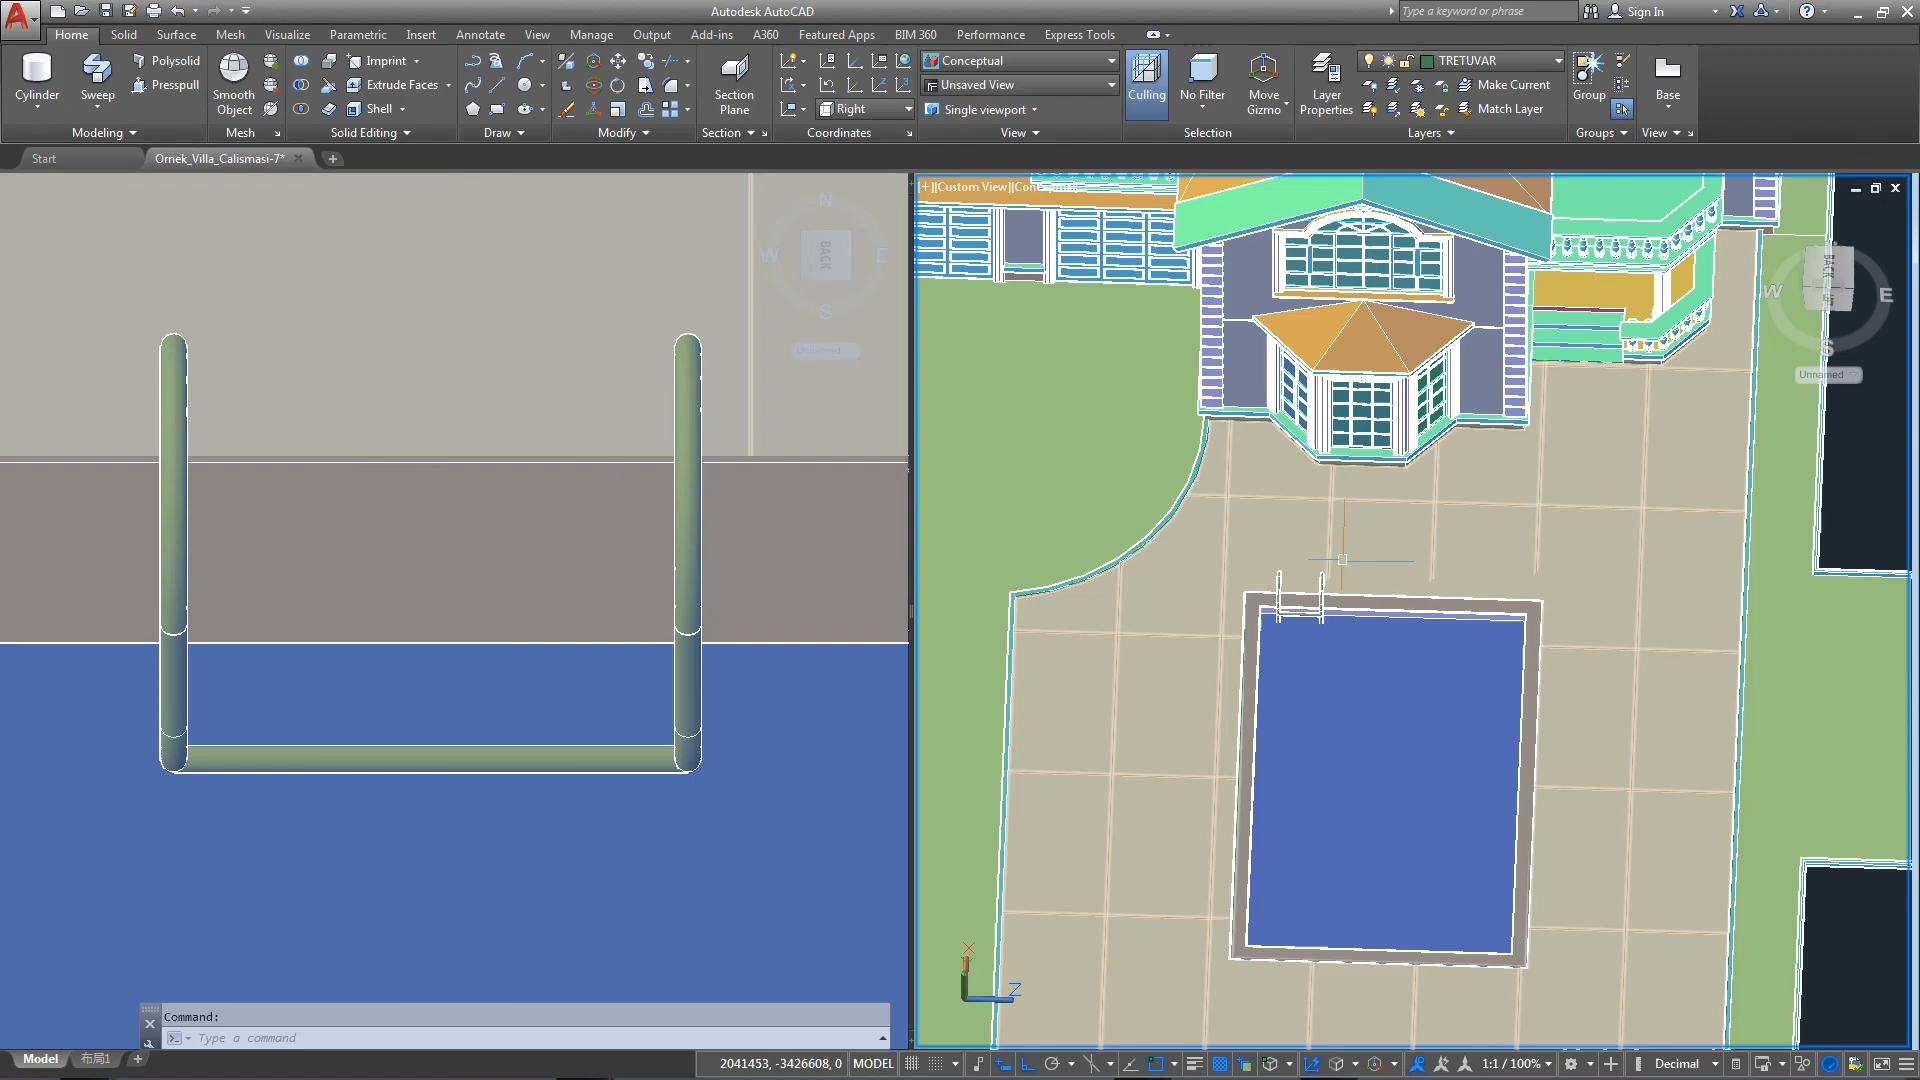 Autodesk AutoCAD
Type a keyword or phrase
Sign In
Home Solid Surface Mesh Visualize Parametric Insert Annotate View Manage Output Add-ins A360 Featured Apps BIM 360 Performance Express Tools
Cylinder
Sweep
Polysolid
Presspull
Smooth Object
Imprint
Extrude Faces
Shell
Section Plane
Right
Conceptual
Unsaved View
Single viewport
Culling
No Filter
Move Gizmo
Layer Properties
TRETUVAR
Make Current
Match Layer
Group
Base
Modeling
Mesh
Solid Editing
Draw
Modify
Section
Coordinates
View
Selection
Layers
Groups
View
Start
Ornek_Villa_Calismasi-7*
[+][Custom View][Conceptual]
N
W
BACK
E
S
Unnamed
W
BACK
E
S
Unnamed
X
Z
Command:
Type a command
Model
布局1
2041453, -3426608, 0
MODEL
1:1 / 100%
Decimal